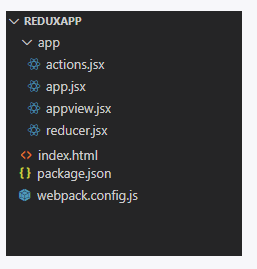 REDUXAPP
app
actions.jsx
app.jsx
appview.jsx
reducer.jsx
index.html
package.json
webpack.config.js